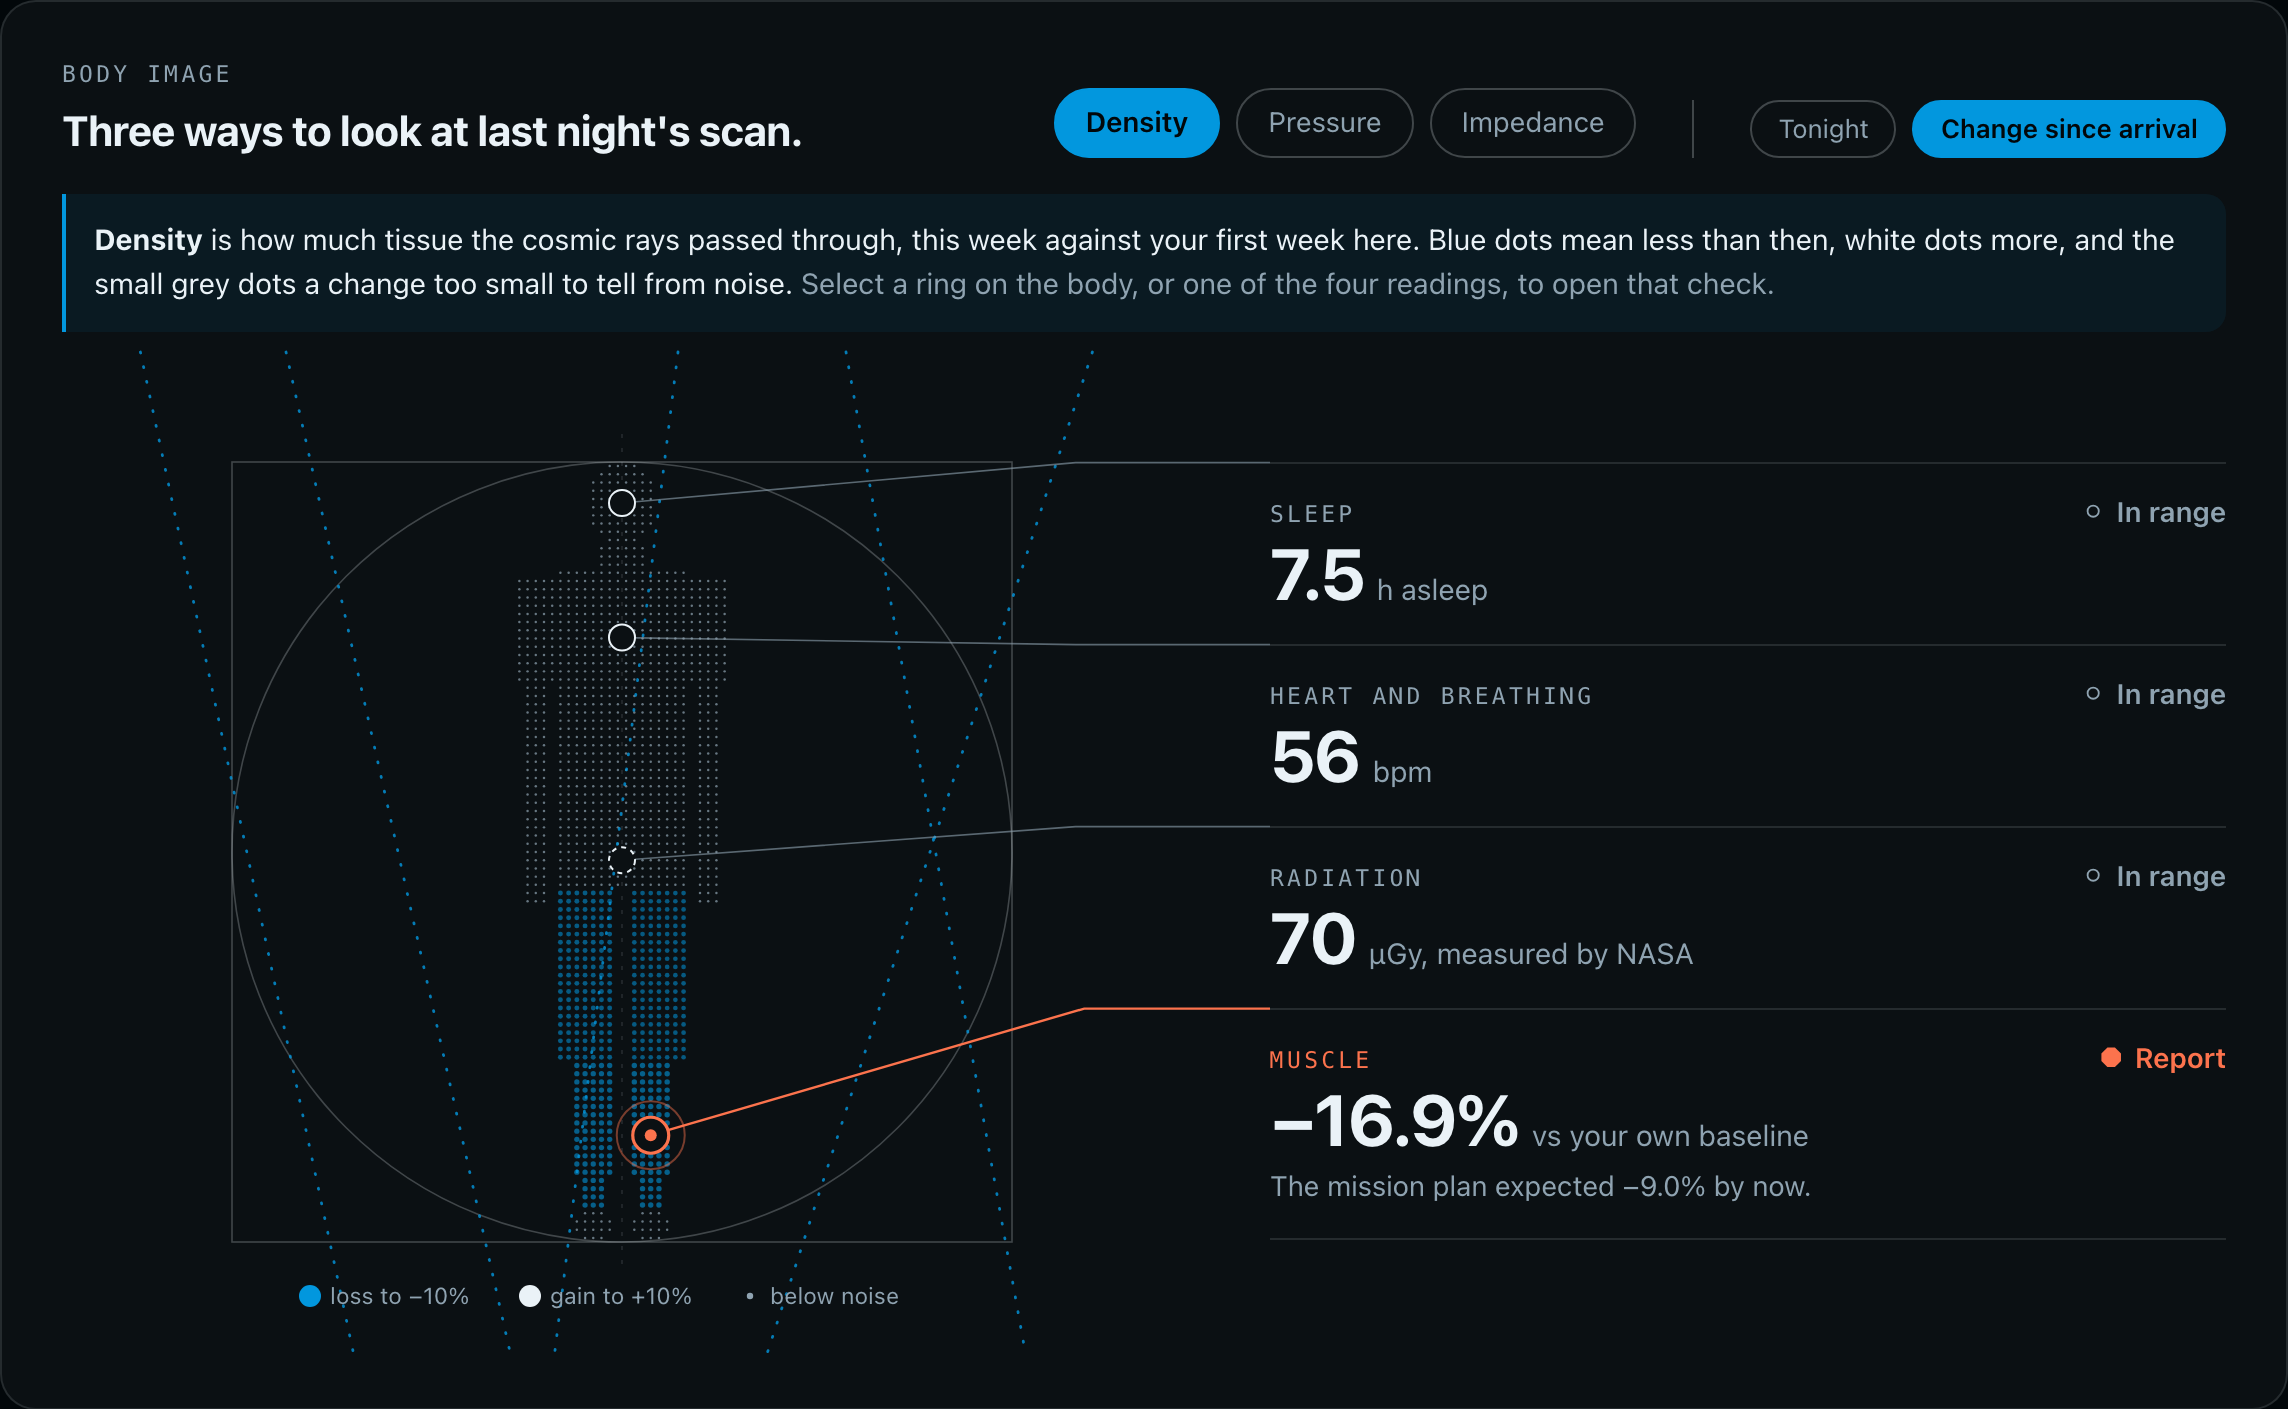 BODY IMAGE
Three ways to look at last night's scan.
Density
Pressure
Impedance
Tonight
Change since arrival
Density is how much tissue the cosmic rays passed through, this week against your first week here. Blue dots mean less than then, white dots more, and the
small grey dots a change too small to tell from noise. Select a ring on the body, or one of the four readings, to open that check.
SLEEP
In range
7.5 h asleep
HEART AND BREATHING
In range
56 bpm
RADIATION
In range
70 µGy, measured by NASA
MUSCLE
Report
−16.9% vs your own baseline
The mission plan expected −9.0% by now.
loss to −10%
gain to +10%
below noise